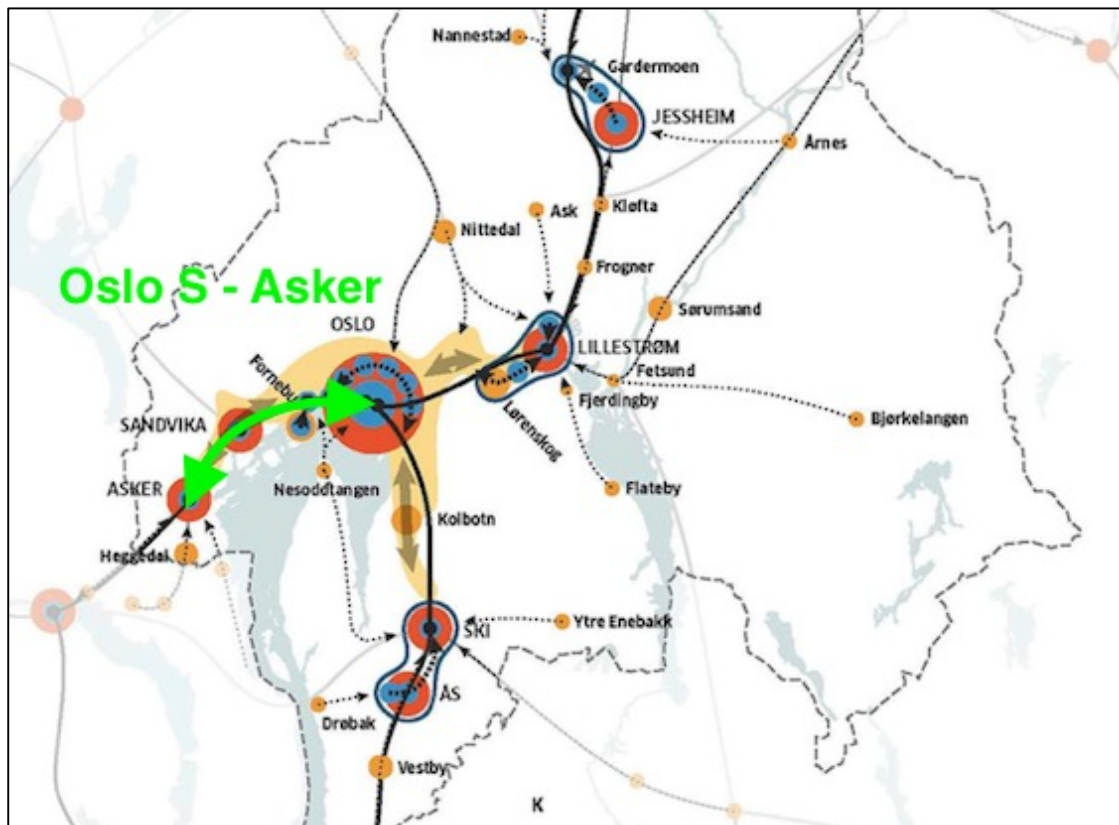 Nannestad
Gardermoen
JESSHEIM
Årnes
Ask
Kløfta
Nittedal
Frogner
Oslo S - Asker
Sørumsand
OSLO
LILLESTRØM
Fetsund
Fornebu
Fjerdingby
SANDVIKA
Lørenskog
Bjørkelangen
ASKER
Nesoddtangen
Flateby
Kolbotn
Heggedal
SKI
Ytre Enebakk
ÅS
Drøbak
Vestby
K